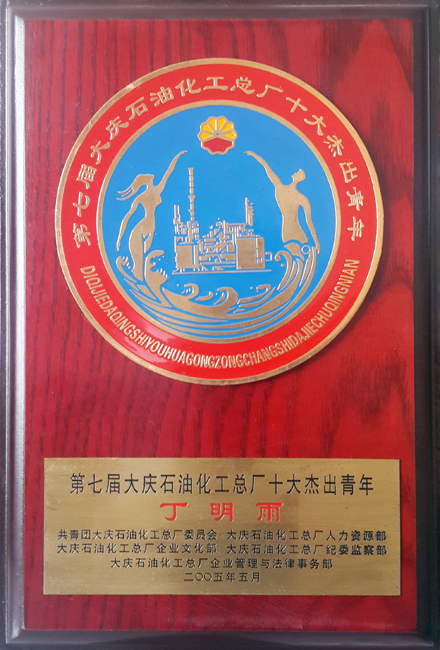 第七届大庆石油化工总厂十大杰出青年
DIQIJIEDAQINGSHIYOUHUAGONGZONGCHANGSHIDAJIECHUQINGNIAN
第七届大庆石油化工总厂十大杰出青年
丁明雨
共青团大庆石油化工总厂委员会 大庆石油化工总厂人力资源部
大庆石油化工总厂企业文化部 大庆石油化工总厂纪委监察部
大庆石油化工总厂企业管理与法律事务部
二〇〇五年五月